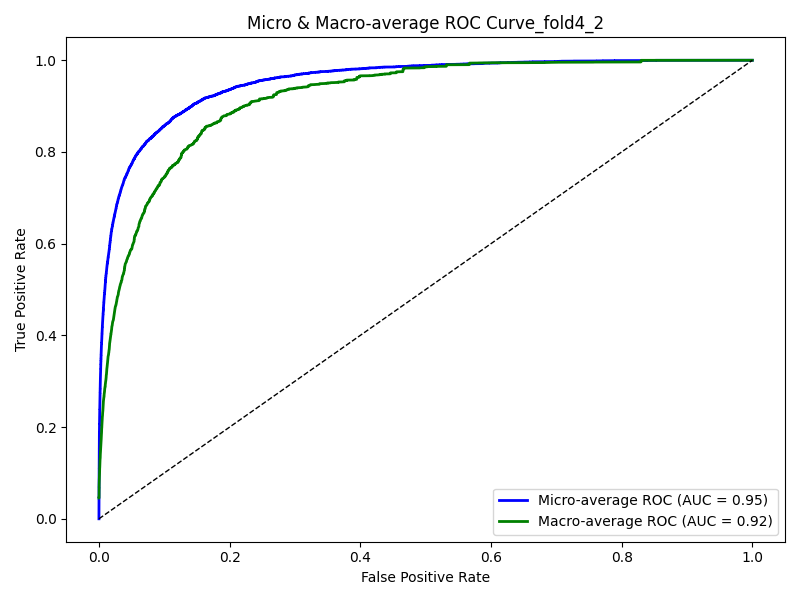 Micro & Macro-average ROC Curve_fold4_2
True Positive Rate
1.0
0.8
0.6
0.4
0.2
0.0
0.0 0.2 0.4 0.6 0.8 1.0
False Positive Rate
Micro-average ROC (AUC = 0.95)
Macro-average ROC (AUC = 0.92)